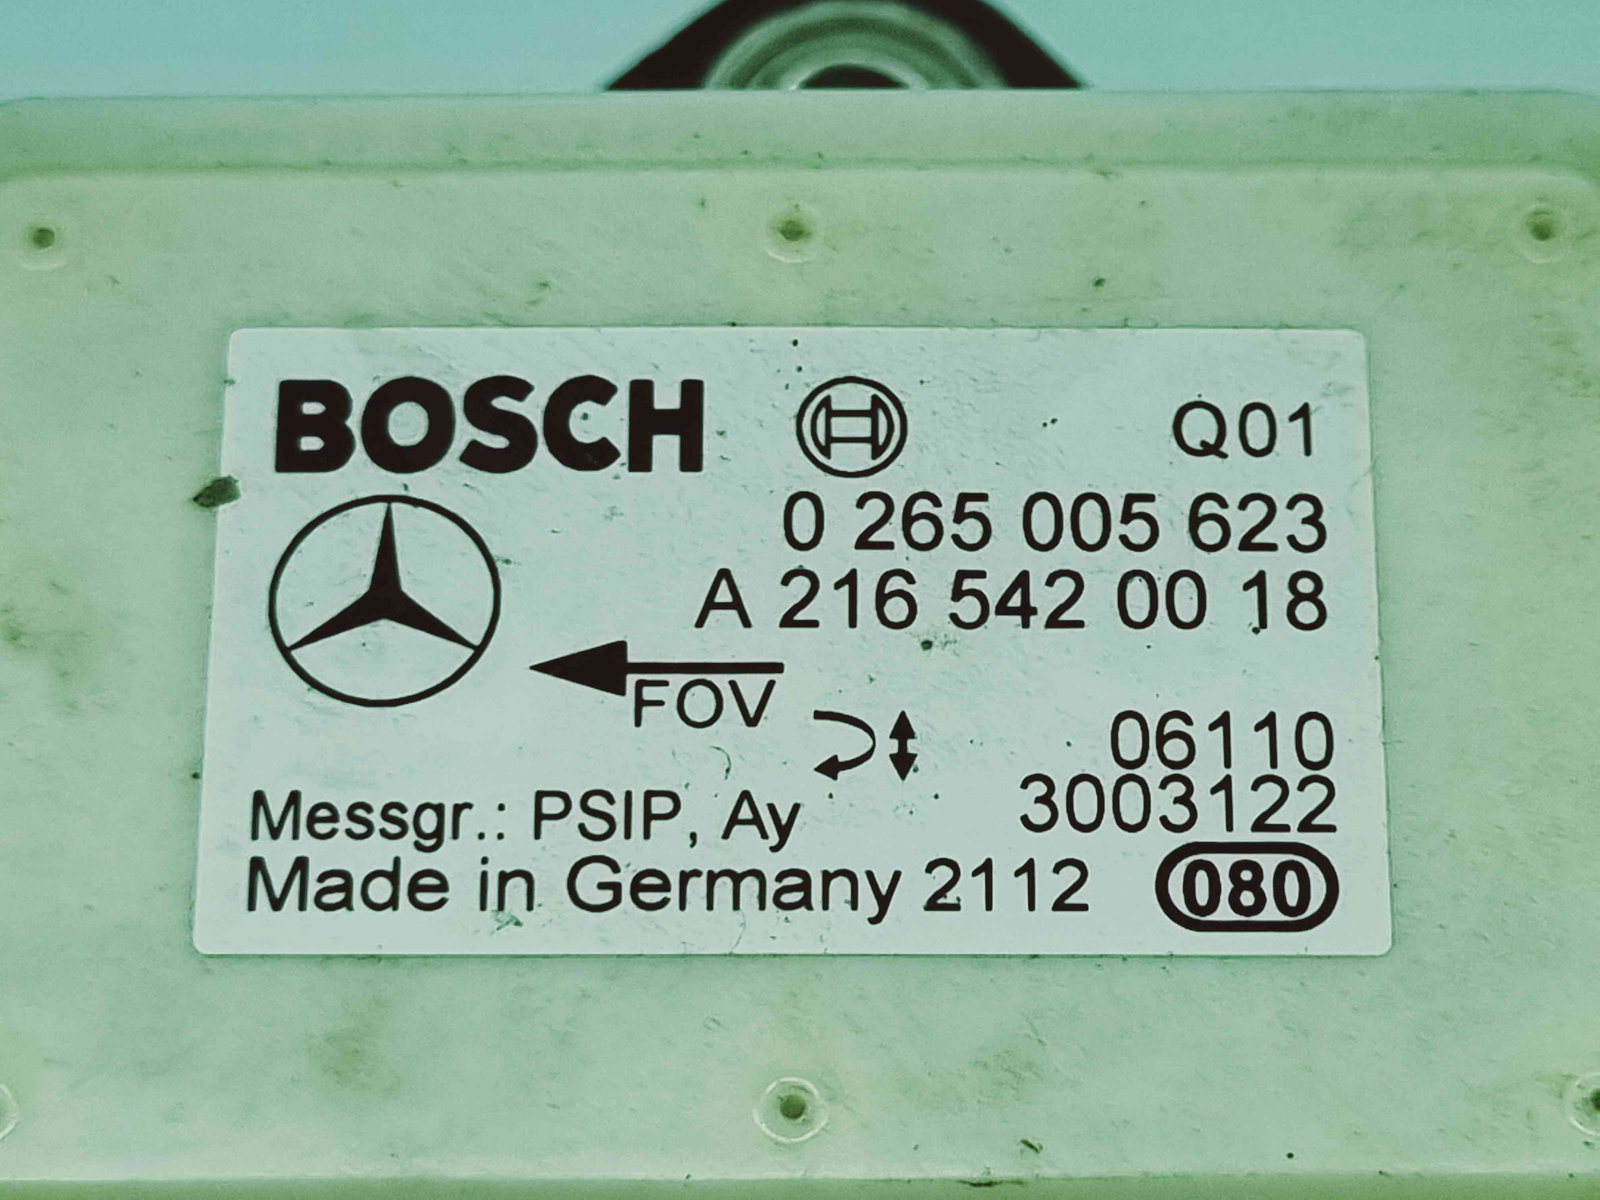 BOSCH Q01
0 265 005 623
A 216 542 00 18
FOV
06110
3003122
Messgr.: PSIP, Ay
Made in Germany 2112 080